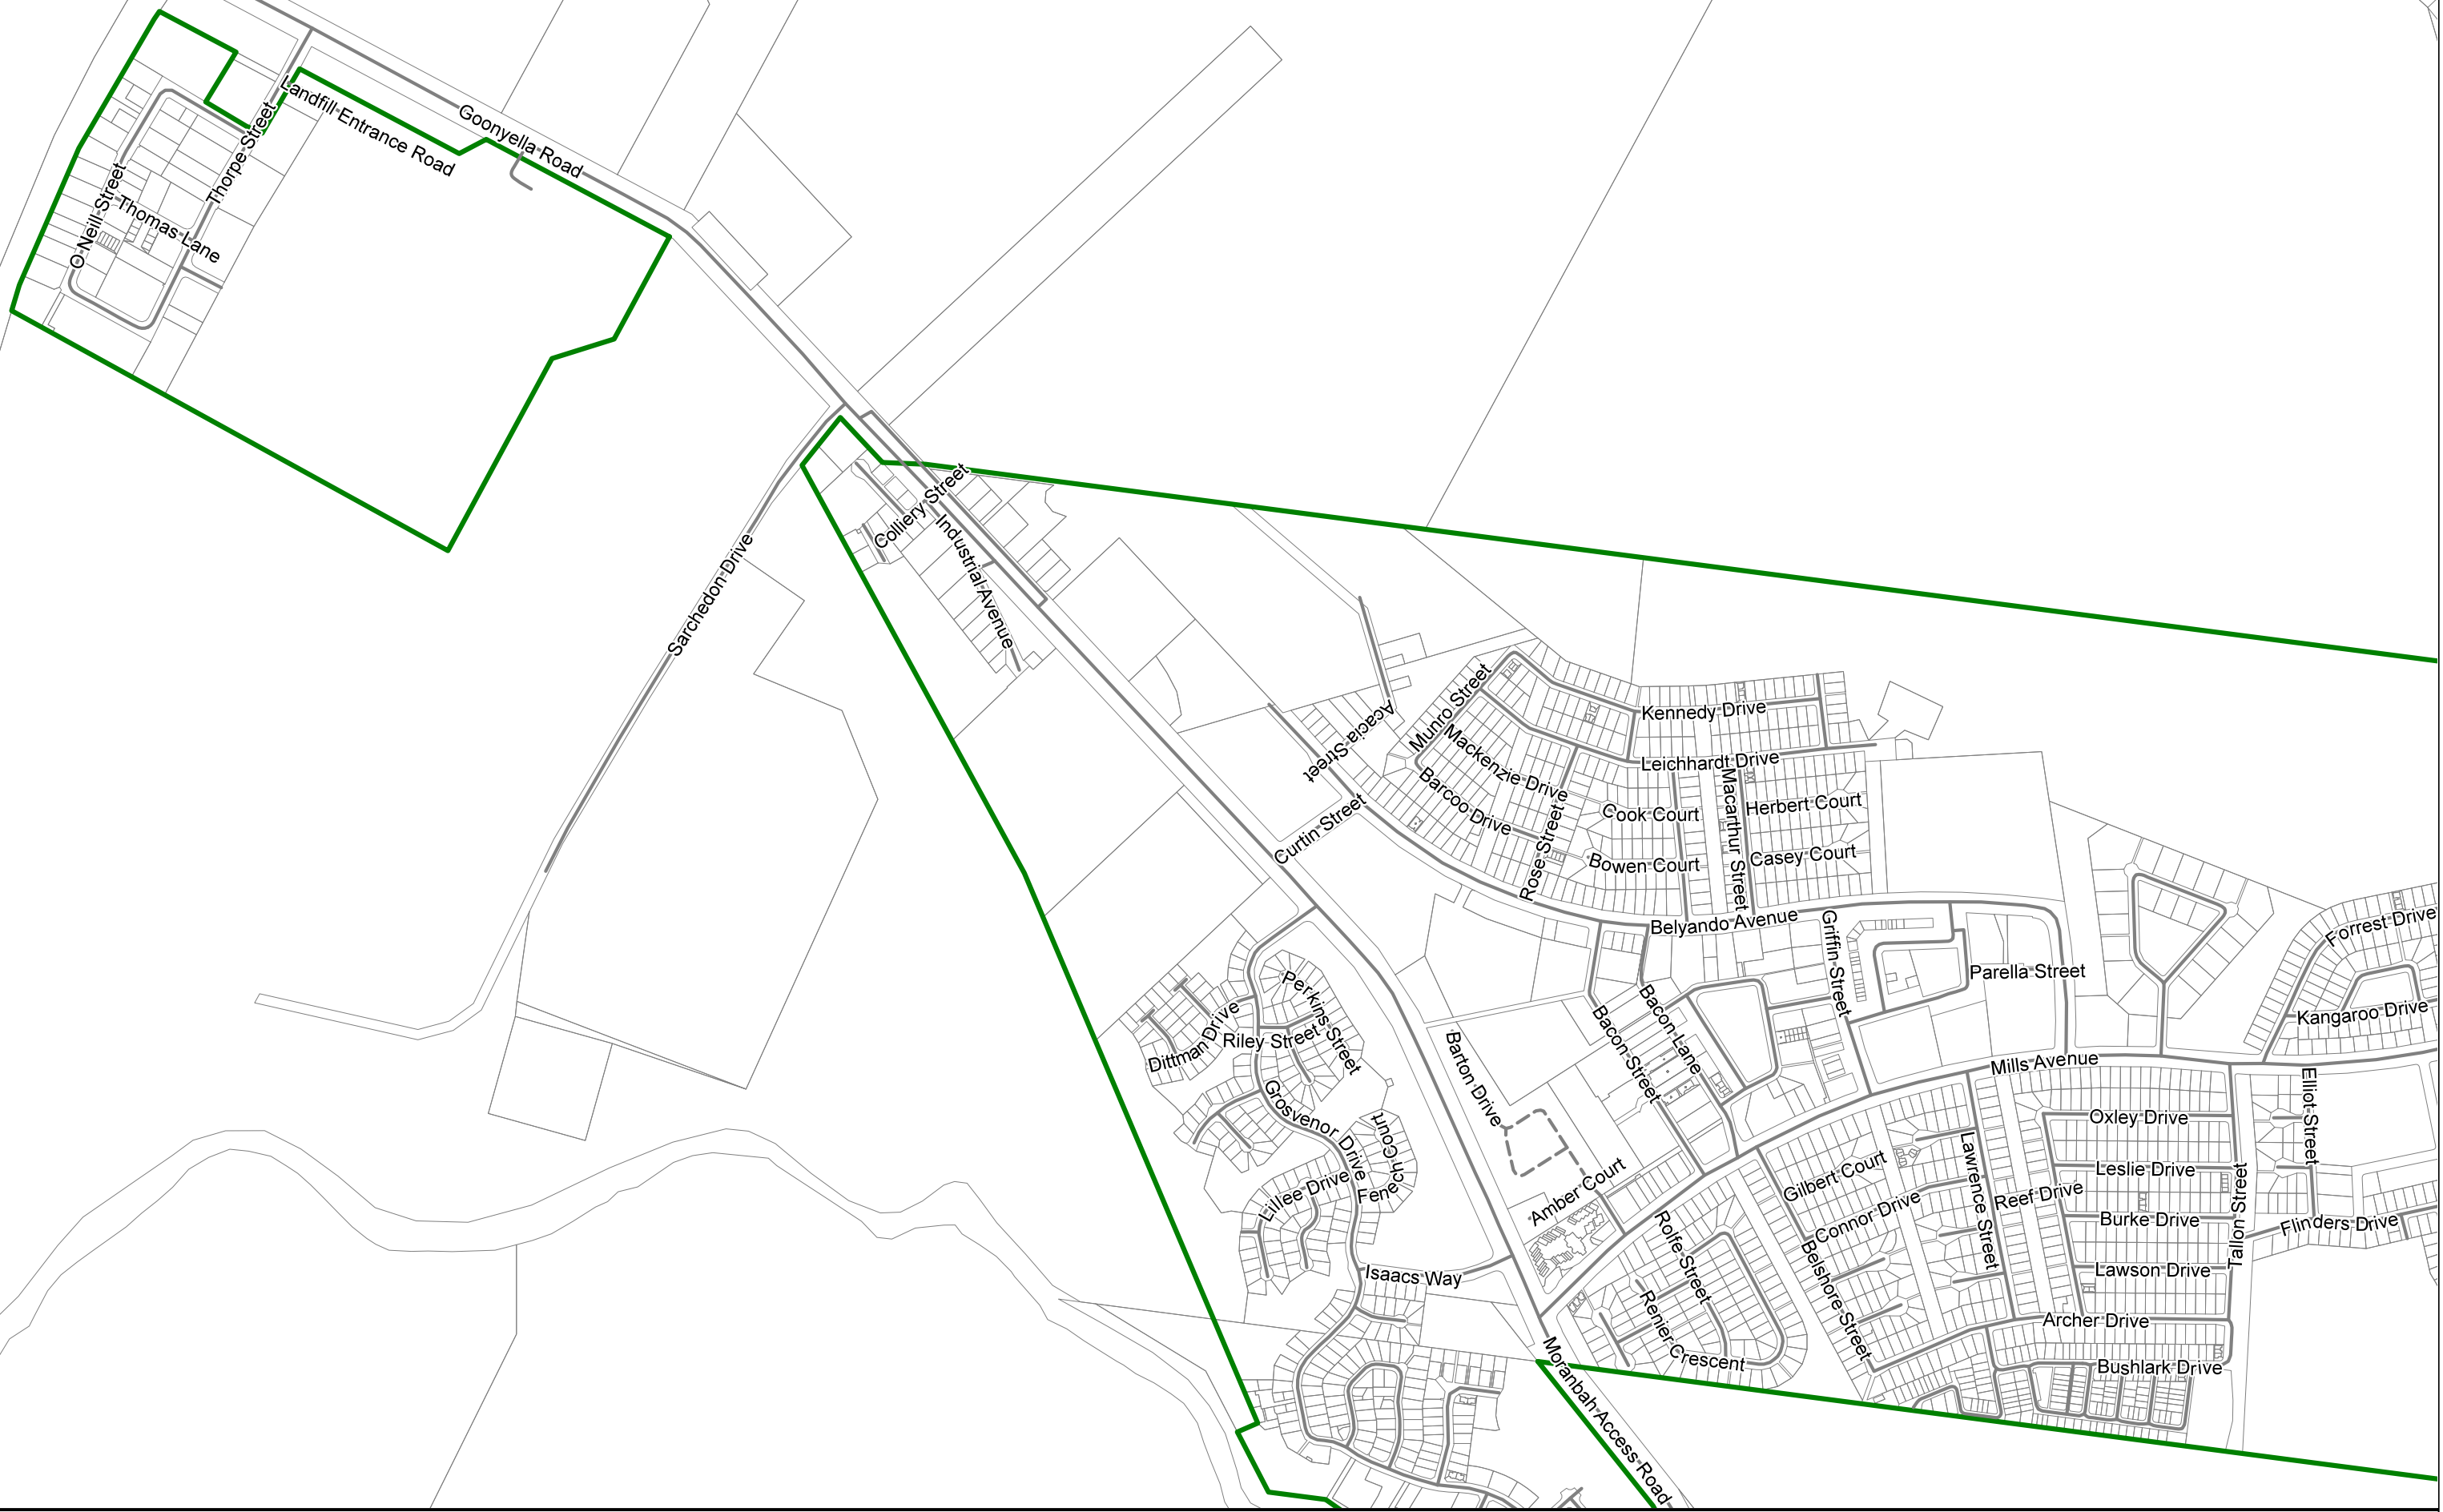 Landfill Entrance Road
Goonyella Road
Thorpe Street
O Neill Street
Thomas Lane
Colliery Street
Industrial Avenue
Sarchedon Drive
Munro Street
Acacia Street
Kennedy Drive
Mackenzie Drive
Leichhardt Drive
Barcoo Drive
Macarthur Street
Herbert Court
Cook Court
Curtin Street
Rose Street
Bowen Court
Casey Court
Belyando Avenue
Griffin Street
Forrest Drive
Parella Street
Perkins Street
Bacon Lane
Bacon Street
Kangaroo Drive
Dittman Drive
Riley Street
Barton Drive
Mills Avenue
Elliot Street
Grosvenor Drive
Fenech Court
Oxley Drive
Lawrence Street
Gilbert Court
Leslie Drive
Lillee Drive
Amber Court
Reef Drive
Connor Drive
Tallon Street
Burke Drive
Flinders Drive
Rolfe Street
Belshore Street
Isaacs Way
Lawson Drive
Renier Crescent
Archer Drive
Bushlark Drive
Moranbah Access Road